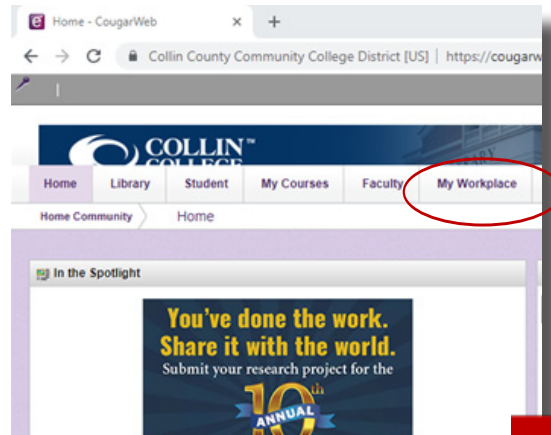 Home - CougarWeb
Collin County Community College District [US] | https://cougarw
COLLIN™
COLLEGE
Home Library Student My Courses Faculty My Workplace
Home Community Home
In the Spotlight
You've done the work.
Share it with the world.
Submit your research project for the
10th
ANNUAL